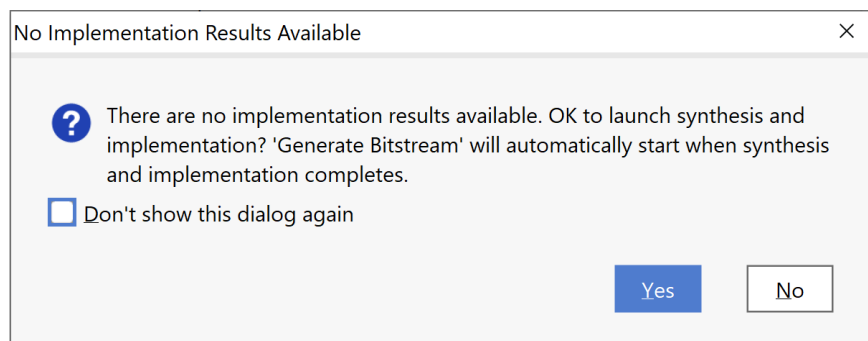 No Implementation Results Available
There are no implementation results available. OK to launch synthesis and
implementation? 'Generate Bitstream' will automatically start when synthesis
and implementation completes.
Don't show this dialog again
Yes
No